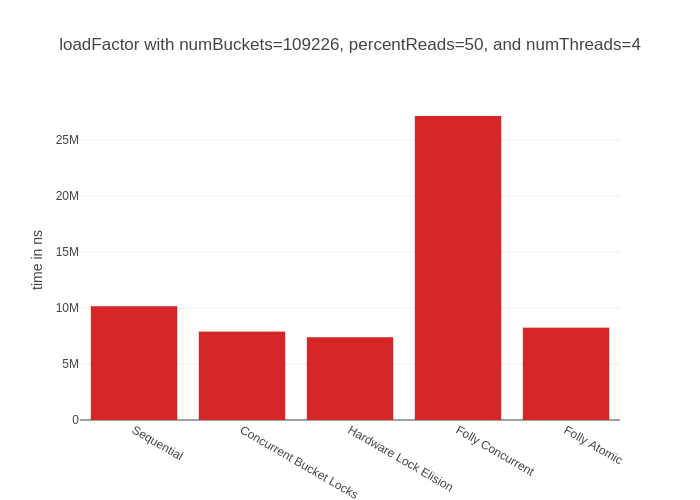 loadFactor with numBuckets=109226, percentReads=50, and numThreads=4
25M
20M
15M
10M
5M
0
time in ns
Sequential
Concurrent Bucket Locks
Hardware Lock Elision
Folly Concurrent
Folly Atomic